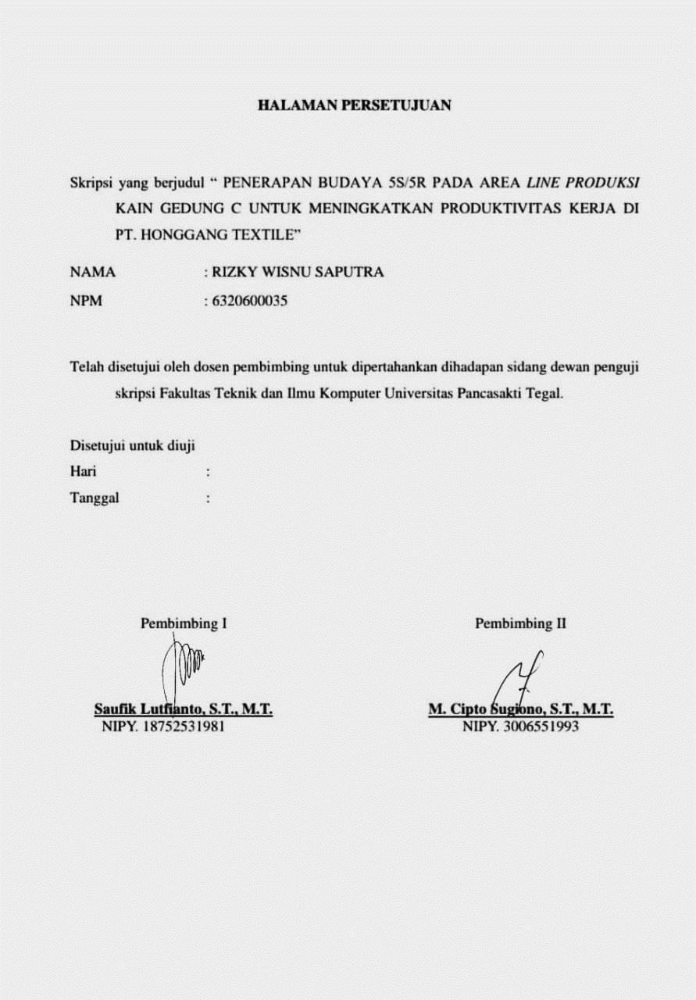 HALAMAN PERSETUJUAN
Skripsi yang berjudul “ PENERAPAN BUDAYA 5S/5R PADA AREA LINE PRODUKSI
KAIN GEDUNG C UNTUK MENINGKATKAN PRODUKTIVITAS KERJA DI
PT. HONGGANG TEXTILE”
NAMA : RIZKY WISNU SAPUTRA
NPM : 6320600035
Telah disetujui oleh dosen pembimbing untuk dipertahankan dihadapan sidang dewan penguji
skripsi Fakultas Teknik dan Ilmu Komputer Universitas Pancasakti Tegal.
Disetujui untuk diuji
Hari :
Tanggal :
Pembimbing I Pembimbing II
Saufik Lutfianto, S.T., M.T. M. Cipto Sugiono, S.T., M.T.
NIPY. 18752531981 NIPY. 3006551993